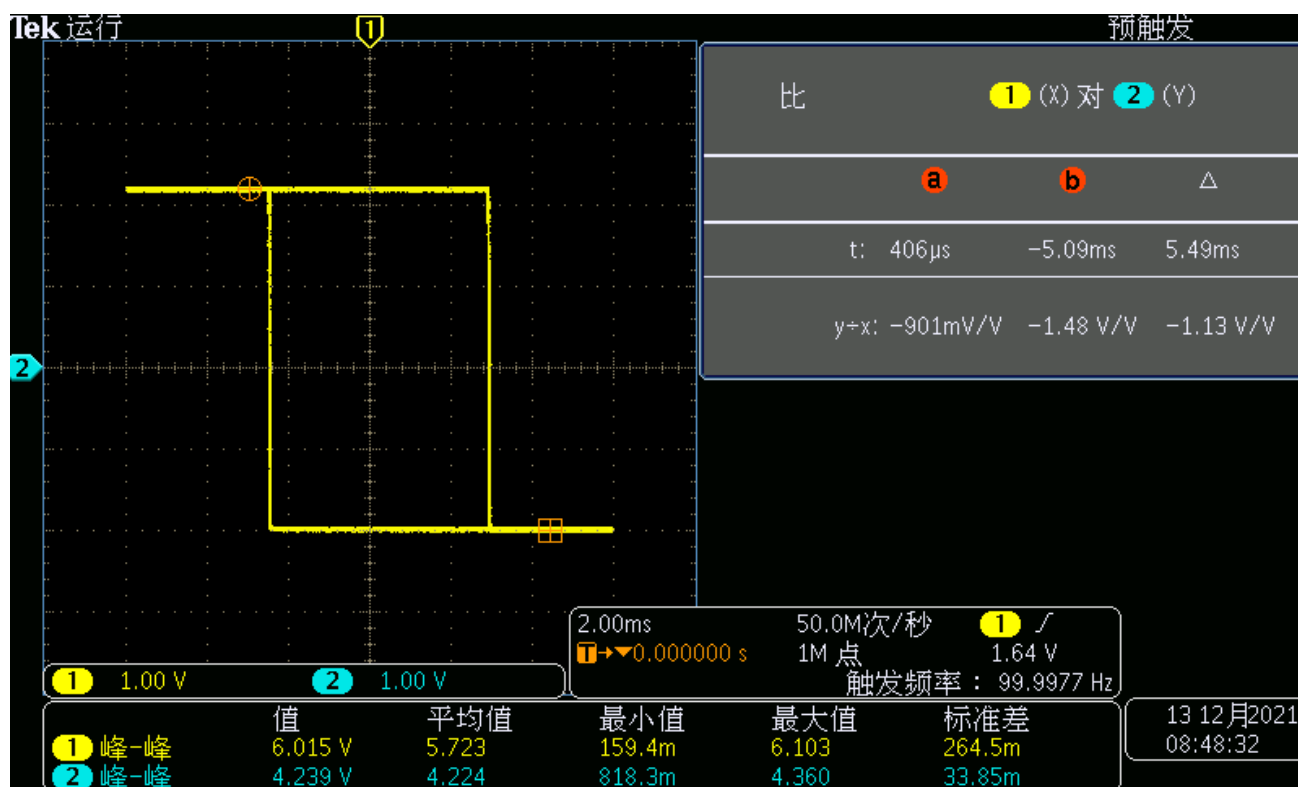 Tek 运行 1 预触发
比 1 (X) 对 2 (Y)
a b △
t: 406μs −5.09ms 5.49ms
y÷x: −901mV/V −1.48 V/V −1.13 V/V
2
1 1.00 V 2 1.00 V
2.00ms 50.0M次/秒 1
T→▼0.000000 s 1M 点 1.64 V
触发频率： 99.9977 Hz
值 平均值 最小值 最大值 标准差
1 峰−峰 6.015 V 5.723 159.4m 6.103 264.5m
2 峰−峰 4.239 V 4.224 818.3m 4.360 33.85m
13 12月2021
08:48:32